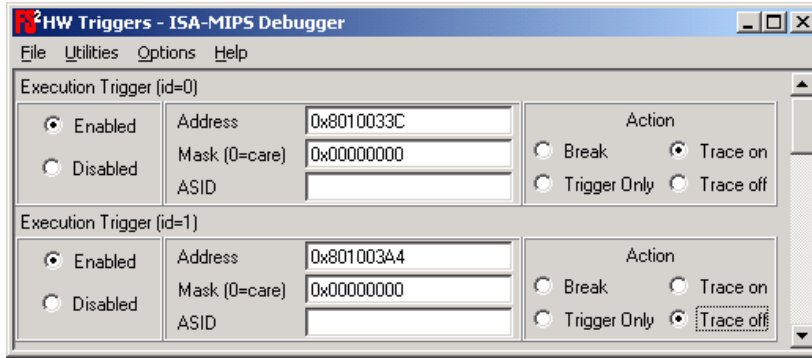 FS2 HW Triggers - ISA-MIPS Debugger
File Utilities Options Help
Execution Trigger (id=0)
Enabled
Disabled
Address 0x8010033C
Mask (0=care) 0x00000000
ASID
Action
Break Trace on
Trigger Only Trace off
Execution Trigger (id=1)
Enabled
Disabled
Address 0x801003A4
Mask (0=care) 0x00000000
ASID
Action
Break Trace on
Trigger Only Trace off